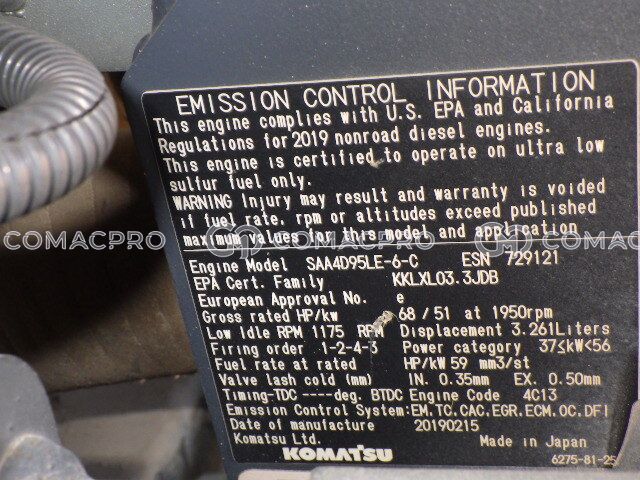 EMISSION CONTROL INFORMATION
This engine complies with U.S. EPA and California
Regulations for 2019 nonroad diesel engines.
This engine is certified to operate on ultra low
sulfur fuel only.
WARNING Injury may result and warranty is voided
if fuel rate, rpm or altitudes exceed published
maximum values for this model and application
COMACPRO COMACPRO COMACPRO
Engine Model SAA4D95LE-6-C ESN 729121
EPA Cert. Family KKLXL03.3JDB
European Approval No. e
Gross rated HP/kw 68/51 at 1950rpm
Low Idle RPM 1175 RPM Displacement 3.261Liters
Firing order 1-2-4-3 Power category 37≤kW<56
Fuel rate at rated HP/kW 59 mm3/st
Valve lash cold (mm) IN. 0.35mm EX. 0.50mm
Timing-TDC ----deg. BTDC Engine Code 4C13
Emission Control System:EM,TC,CAC,EGR,ECM,OC,DFI
Date of manufacture 20190215
Komatsu Ltd. Made in Japan
KOMATSU 6275-81-25